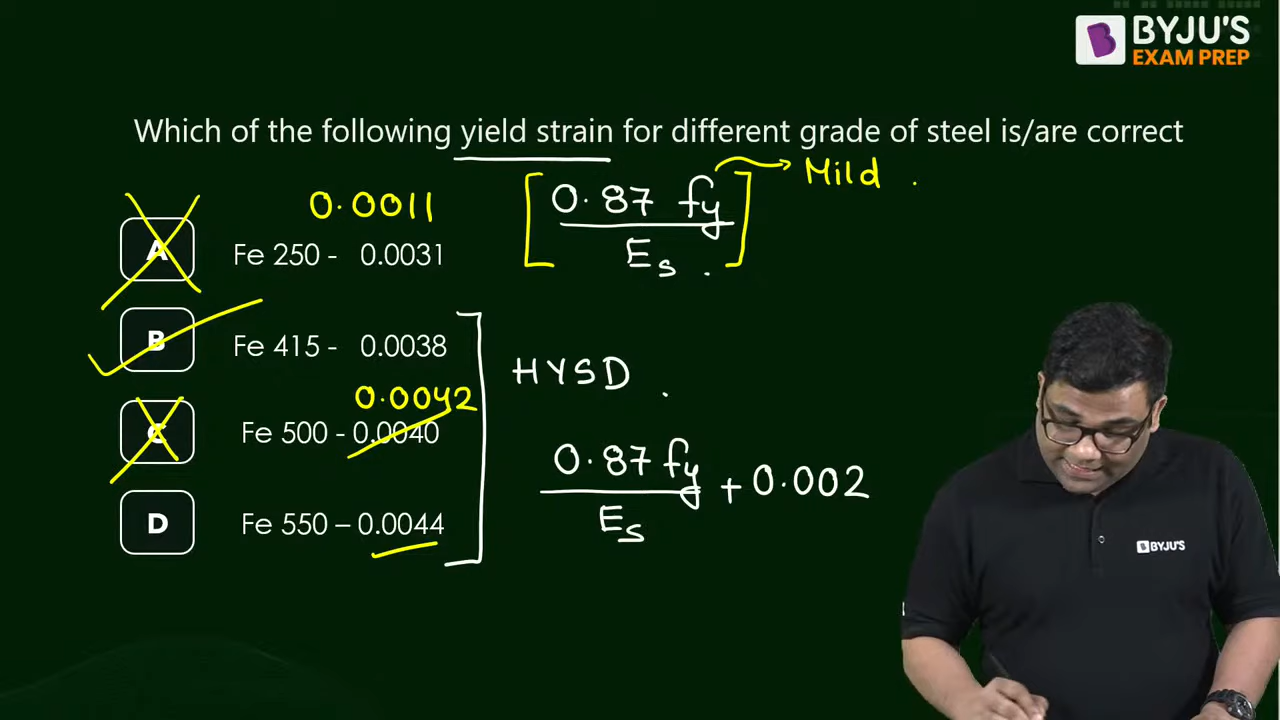 BYJU'S
EXAM PREP
Which of the following yield strain for different grade of steel is/are correct
0.0011
[0.87 fy / Es] → Mild
A Fe 250 - 0.0031
B Fe 415 - 0.0038
HYSD
0.0042
C Fe 500 - 0.0040
0.87 fy / Es + 0.002
D Fe 550 – 0.0044
BYJU'S